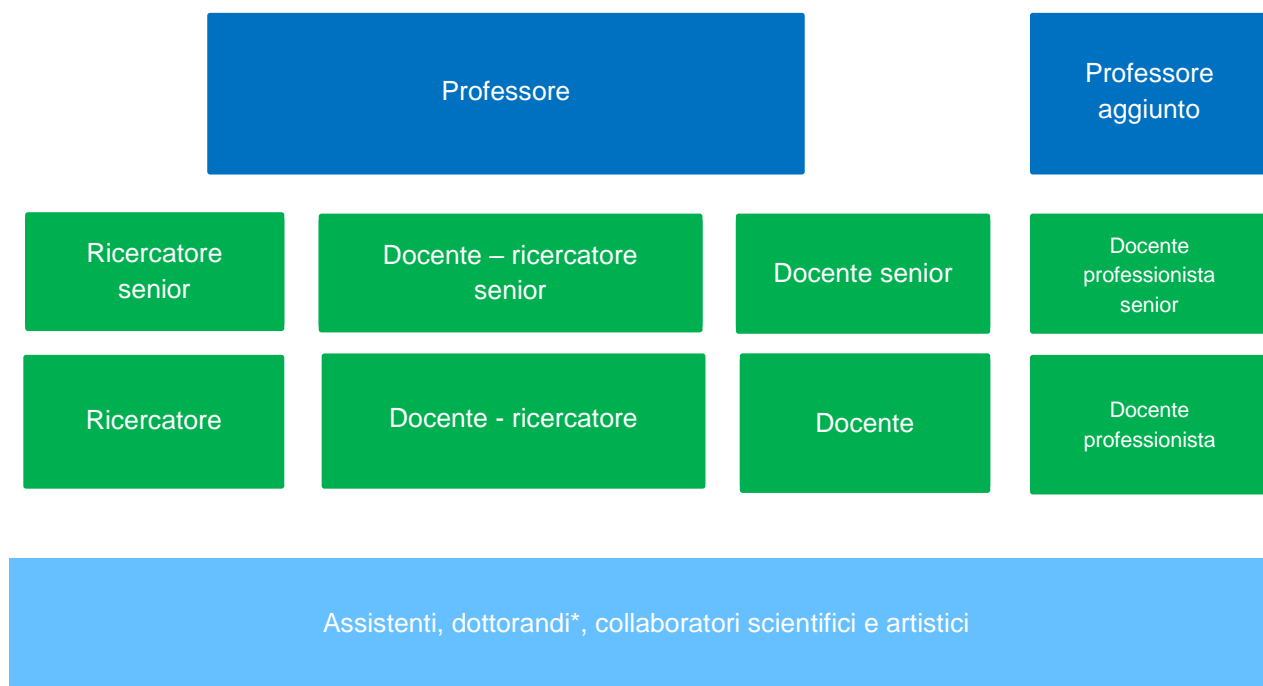 Professore
Professore
aggiunto
Ricercatore
senior
Docente – ricercatore
senior
Docente senior
Docente
professionista
senior
Ricercatore
Docente - ricercatore
Docente
Docente
professionista
Assistenti, dottorandi*, collaboratori scientifici e artistici